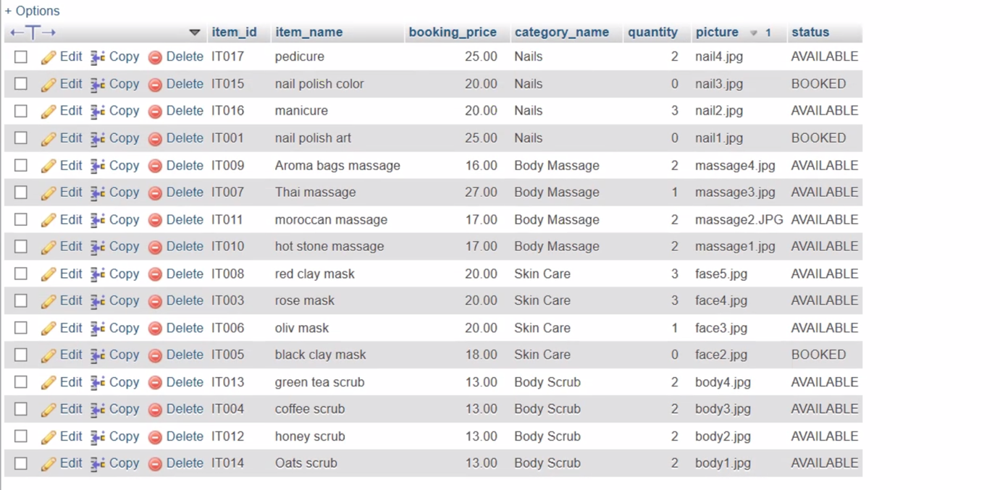 + Options
←T→ item_id item_name booking_price category_name quantity picture 1 status
Edit Copy Delete IT017 pedicure 25.00 Nails 2 nail4.jpg AVAILABLE
Edit Copy Delete IT015 nail polish color 20.00 Nails 0 nail3.jpg BOOKED
Edit Copy Delete IT016 manicure 20.00 Nails 3 nail2.jpg AVAILABLE
Edit Copy Delete IT001 nail polish art 25.00 Nails 0 nail1.jpg BOOKED
Edit Copy Delete IT009 Aroma bags massage 16.00 Body Massage 2 massage4.jpg AVAILABLE
Edit Copy Delete IT007 Thai massage 27.00 Body Massage 1 massage3.jpg AVAILABLE
Edit Copy Delete IT011 moroccan massage 17.00 Body Massage 2 massage2.JPG AVAILABLE
Edit Copy Delete IT010 hot stone massage 17.00 Body Massage 2 massage1.jpg AVAILABLE
Edit Copy Delete IT008 red clay mask 20.00 Skin Care 3 fase5.jpg AVAILABLE
Edit Copy Delete IT003 rose mask 20.00 Skin Care 3 face4.jpg AVAILABLE
Edit Copy Delete IT006 oliv mask 20.00 Skin Care 1 face3.jpg AVAILABLE
Edit Copy Delete IT005 black clay mask 18.00 Skin Care 0 face2.jpg BOOKED
Edit Copy Delete IT013 green tea scrub 13.00 Body Scrub 2 body4.jpg AVAILABLE
Edit Copy Delete IT004 coffee scrub 13.00 Body Scrub 2 body3.jpg AVAILABLE
Edit Copy Delete IT012 honey scrub 13.00 Body Scrub 2 body2.jpg AVAILABLE
Edit Copy Delete IT014 Oats scrub 13.00 Body Scrub 2 body1.jpg AVAILABLE